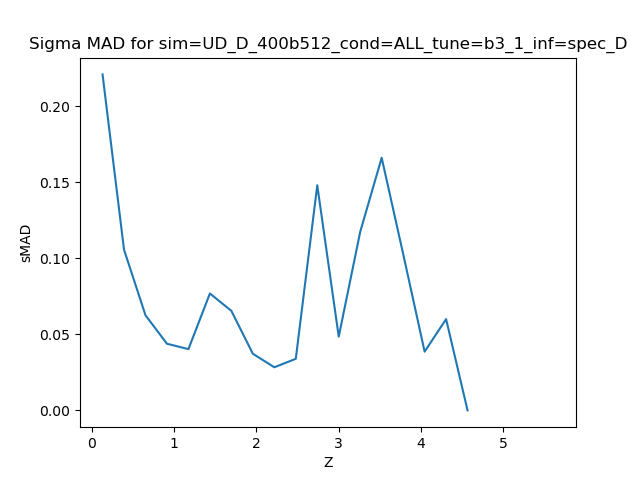 Sigma MAD for sim=UD_D_400b512_cond=ALL_tune=b3_1_inf=spec_D
0.20
0.15
sMAD
0.10
0.05
0.00
0 1 2 3 4 5
Z